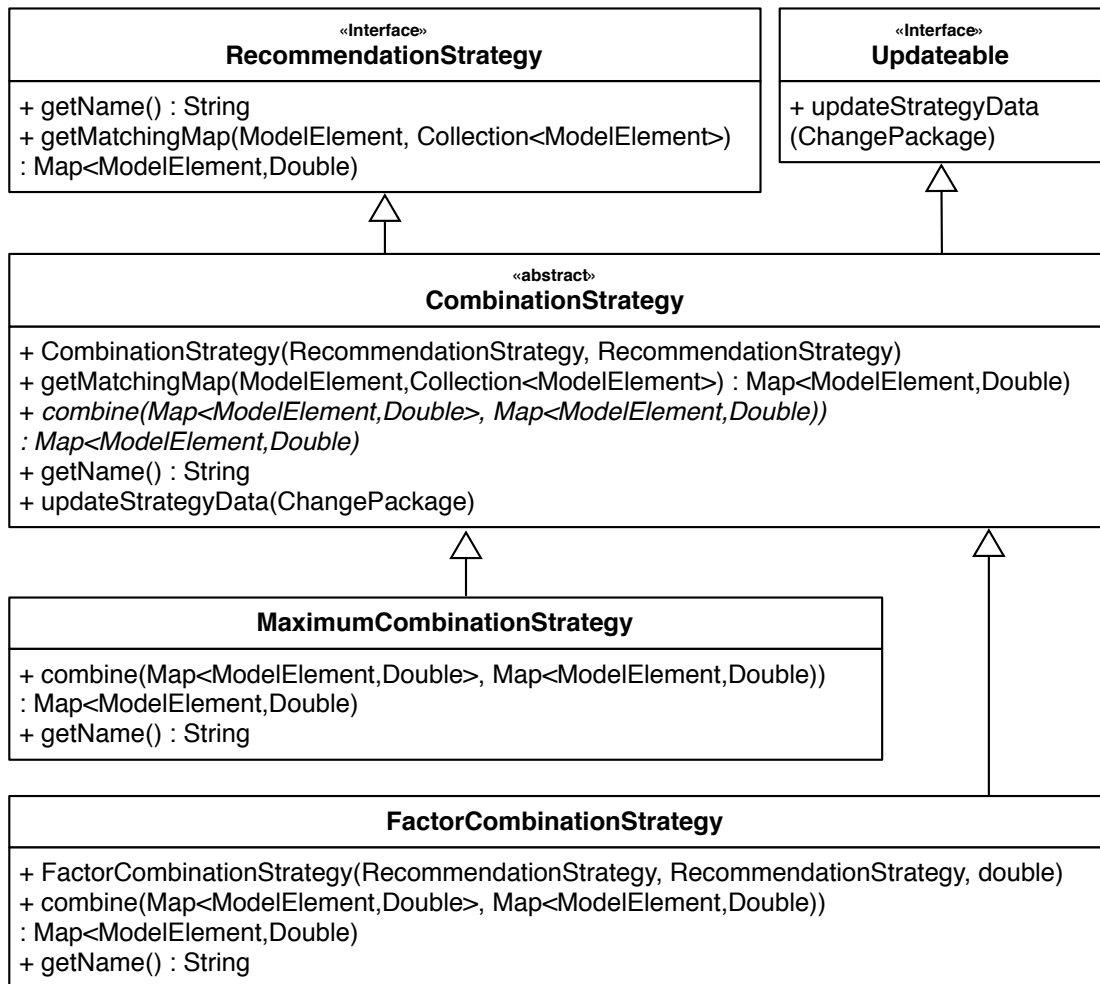 «Interface»
RecommendationStrategy
+ getName() : String
+ getMatchingMap(ModelElement, Collection<ModelElement>)
: Map<ModelElement,Double)
«Interface»
Updateable
+ updateStrategyData
(ChangePackage)
«abstract»
CombinationStrategy
+ CombinationStrategy(RecommendationStrategy, RecommendationStrategy)
+ getMatchingMap(ModelElement,Collection<ModelElement>) : Map<ModelElement,Double)
+ combine(Map<ModelElement,Double>, Map<ModelElement,Double))
: Map<ModelElement,Double)
+ getName() : String
+ updateStrategyData(ChangePackage)
MaximumCombinationStrategy
+ combine(Map<ModelElement,Double>, Map<ModelElement,Double))
: Map<ModelElement,Double)
+ getName() : String
FactorCombinationStrategy
+ FactorCombinationStrategy(RecommendationStrategy, RecommendationStrategy, double)
+ combine(Map<ModelElement,Double>, Map<ModelElement,Double))
: Map<ModelElement,Double)
+ getName() : String